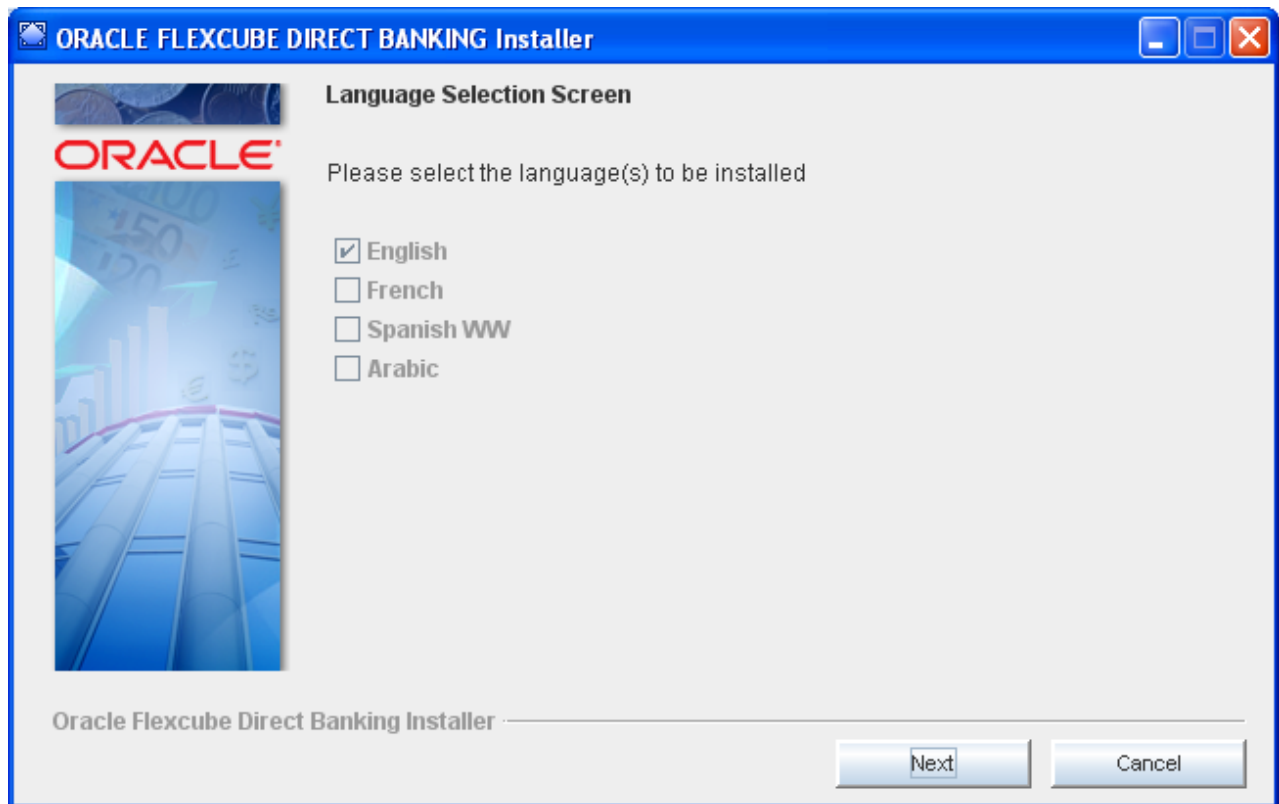 ORACLE FLEXCUBE DIRECT BANKING Installer
Language Selection Screen
ORACLE
Please select the language(s) to be installed
English
French
Spanish WW
Arabic
Oracle Flexcube Direct Banking Installer
Next
Cancel